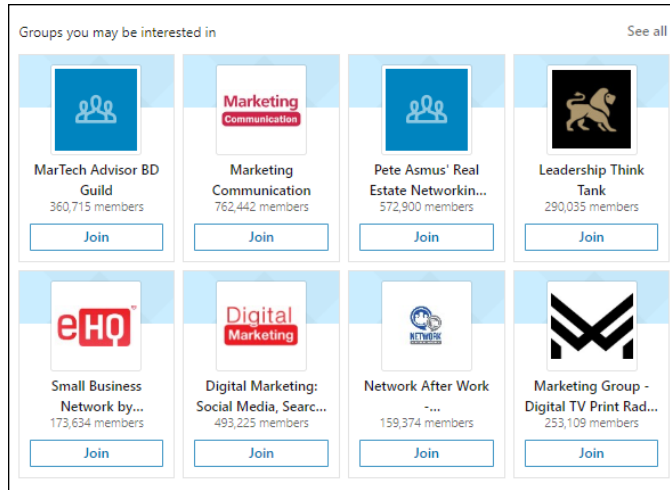 Groups you may be interested in
See all
Marketing
Communication
MarTech Advisor BD
Guild
360,715 members
Join
Marketing
Communication
762,442 members
Join
Pete Asmus' Real
Estate Networkin...
572,900 members
Join
Leadership Think
Tank
290,035 members
Join
eHQ
Small Business
Network by...
173,634 members
Join
Digital
Marketing
Digital Marketing:
Social Media, Searc...
493,225 members
Join
NETWORK
Network After Work
-...
159,374 members
Join
Marketing Group -
Digital TV Print Rad...
253,109 members
Join